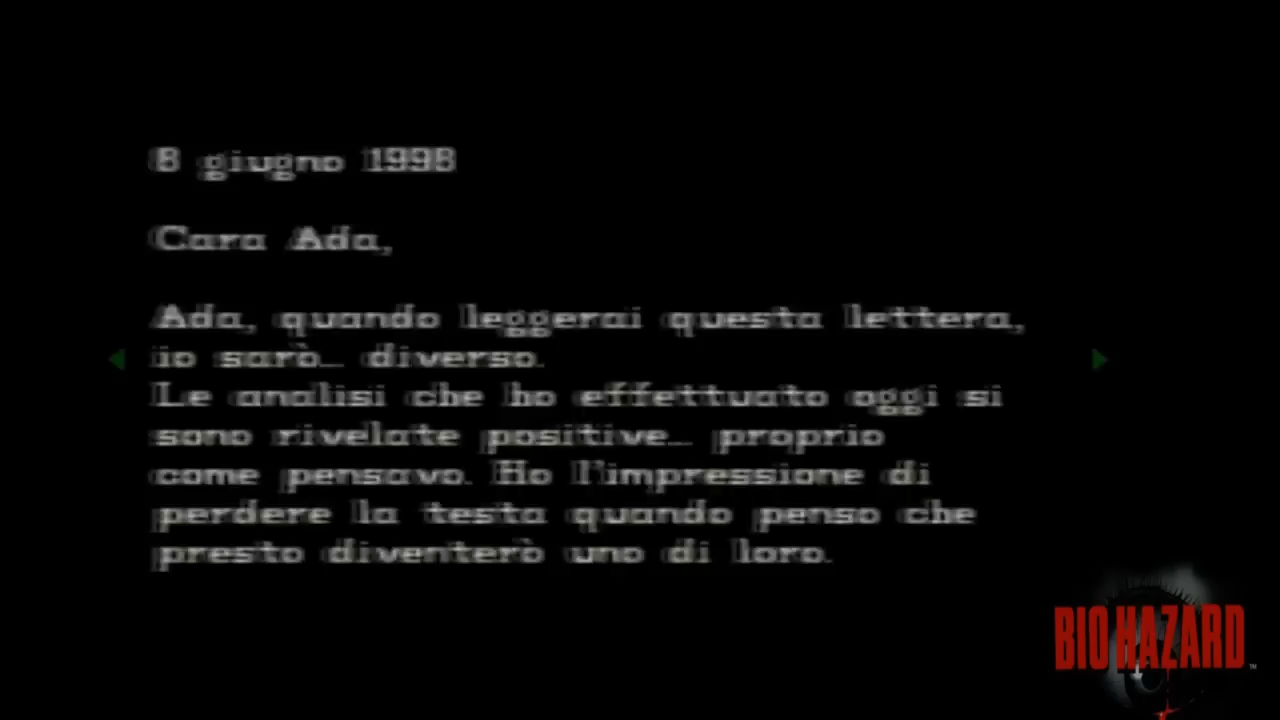 8 giugno 1998
Cara Ada,
Ada, quando leggerai questa lettera,
io sarò... diverso.
Le analisi che ho effettuato oggi si
sono rivelate positive... proprio
come pensavo. Ho l'impressione di
perdere la testa quando penso che
presto diventerò uno di loro.
BIO HAZARD™